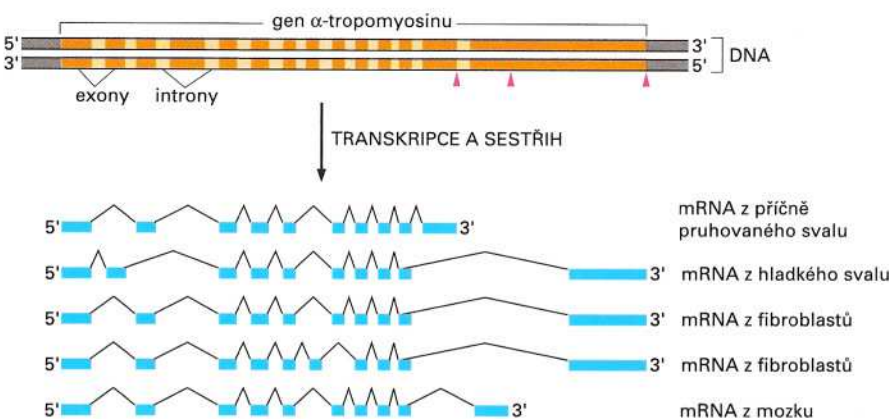 gen α-tropomyosinu
5' 3'
3' 5'
DNA
exony introny
TRANSKRIPCE A SESTŘIH
5' 3' mRNA z příčně
pruhovaného svalu
5' 3' mRNA z hladkého svalu
5' 3' mRNA z fibroblastů
5' 3' mRNA z fibroblastů
5' 3' mRNA z mozku